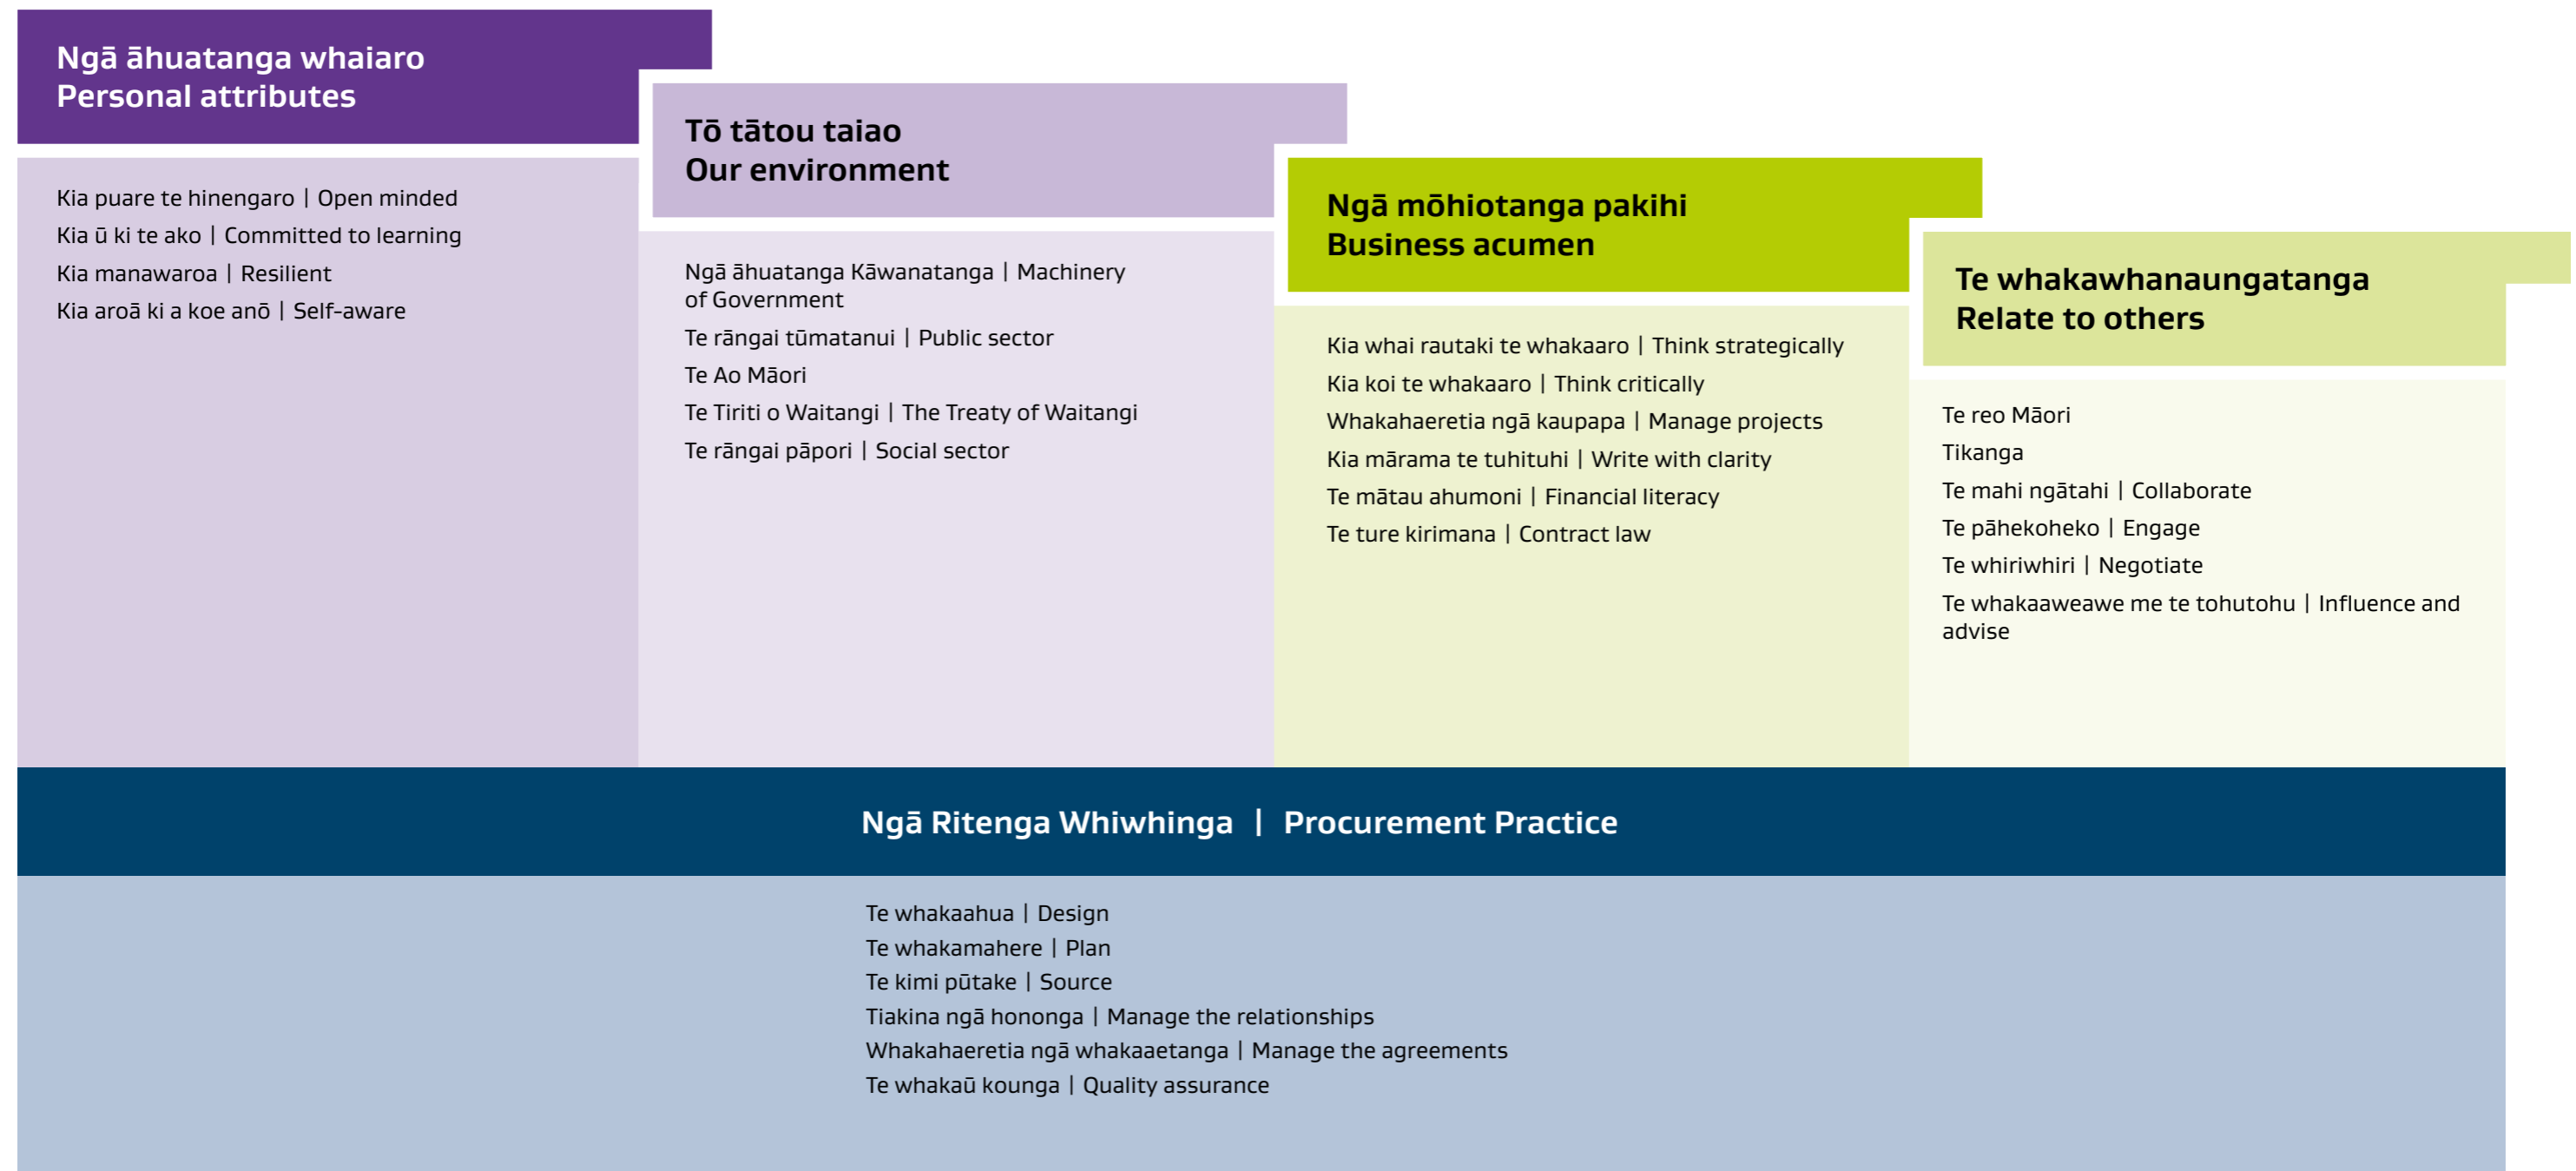 Ngā āhuatanga whaiaro
Personal attributes
Kia puare te hinengaro | Open minded
Kia ū ki te ako | Committed to learning
Kia manawaroa | Resilient
Kia aroā ki a koe anō | Self-aware
Tō tātou taiao
Our environment
Ngā āhuatanga Kāwanatanga | Machinery
of Government
Te rāngai tūmatanui | Public sector
Te Ao Māori
Te Tiriti o Waitangi | The Treaty of Waitangi
Te rāngai pāpori | Social sector
Ngā mōhiotanga pakihi
Business acumen
Kia whai rautaki te whakaaro | Think strategically
Kia koi te whakaaro | Think critically
Whakahaeretia ngā kaupapa | Manage projects
Kia mārama te tuhituhi | Write with clarity
Te mātau ahumoni | Financial literacy
Te ture kirimana | Contract law
Te whakawhanaungatanga
Relate to others
Te reo Māori
Tikanga
Te mahi ngātahi | Collaborate
Te pāhekoheko | Engage
Te whiriwhiri | Negotiate
Te whakaaweawe me te tohutohu | Influence and
advise
Ngā Ritenga Whiwhinga | Procurement Practice
Te whakaahua | Design
Te whakamahere | Plan
Te kimi pūtake | Source
Tiakina ngā hononga | Manage the relationships
Whakahaeretia ngā whakaaetanga | Manage the agreements
Te whakaū kounga | Quality assurance